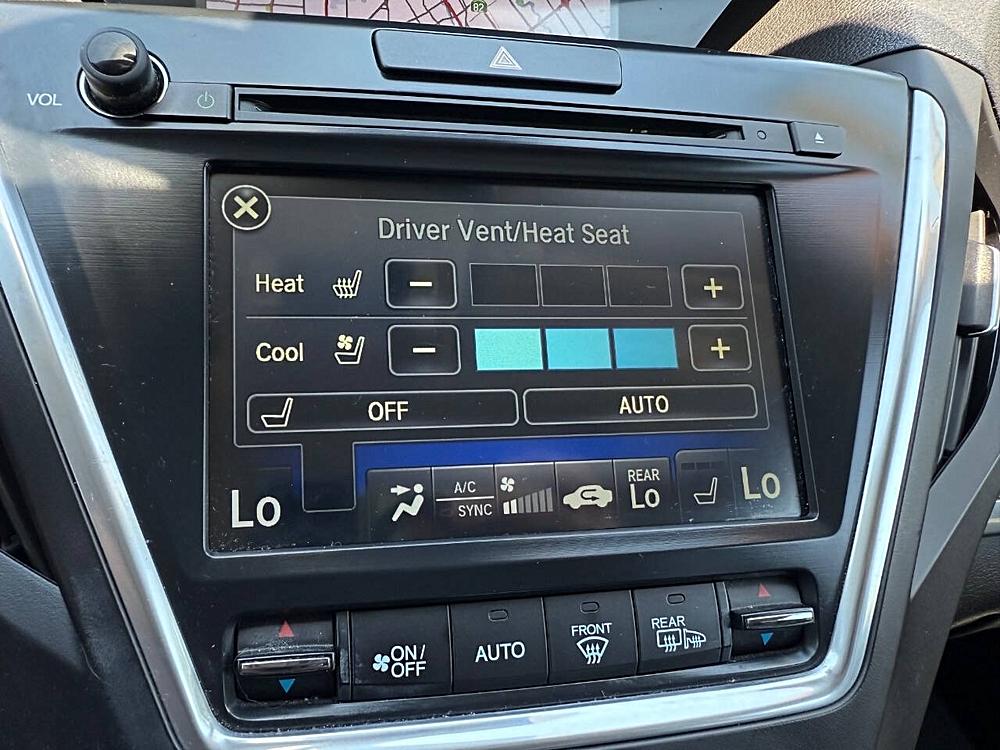 82
VOL
Driver Vent/Heat Seat
Heat − +
Cool − +
OFF AUTO
Lo A/C SYNC REAR Lo Lo
ON/OFF AUTO FRONT REAR